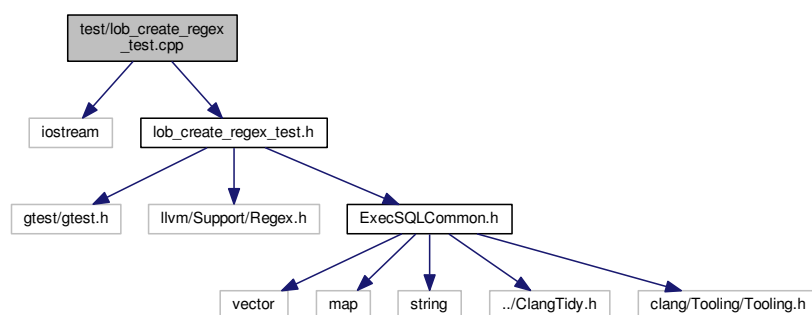 test/lob_create_regex
_test.cpp
iostream
lob_create_regex_test.h
gtest/gtest.h
llvm/Support/Regex.h
ExecSQLCommon.h
vector
map
string
../ClangTidy.h
clang/Tooling/Tooling.h